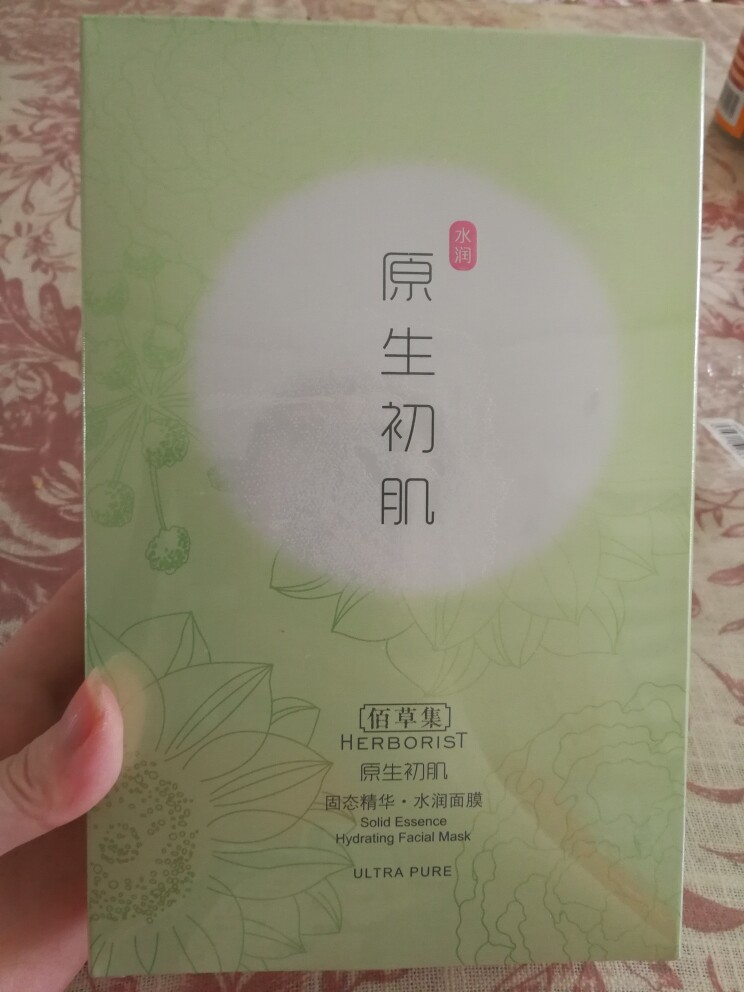 水润
原生初肌
佰草集
HERBORIST
原生初肌
固态精华·水润面膜
Solid Essence
Hydrating Facial Mask
ULTRA PURE